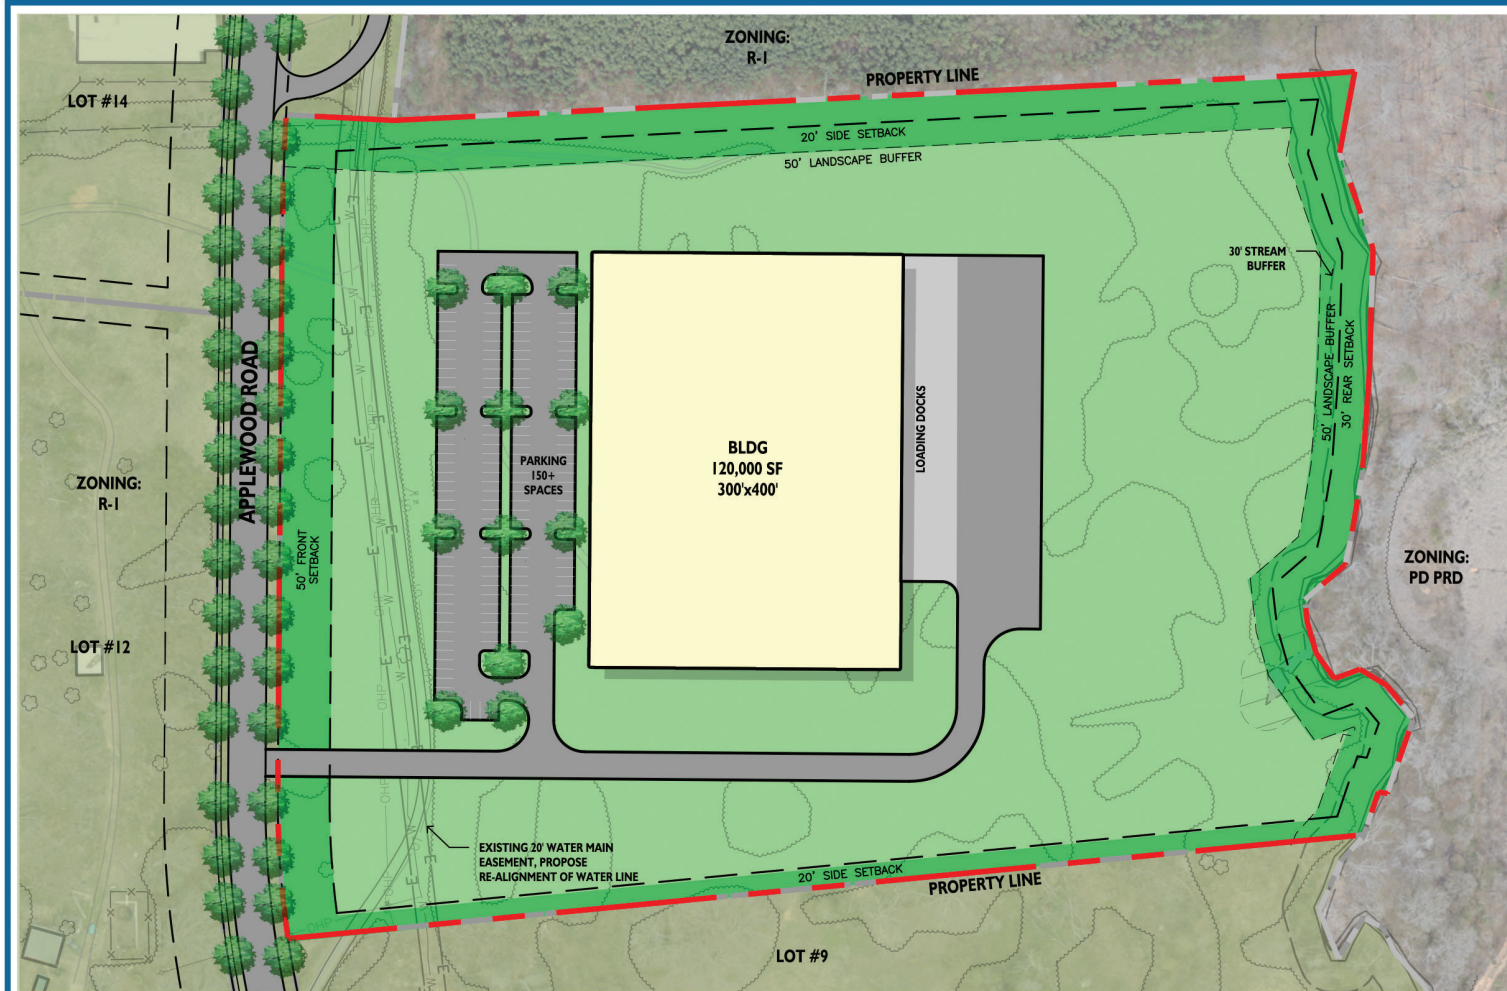 ZONING:
R-1
PROPERTY LINE
LOT #14
20' SIDE SETBACK
50' LANDSCAPE BUFFER
30' STREAM
BUFFER
50' LANDSCAPE BUFFER
30' REAR SETBACK
APPLEWOOD ROAD
LOADING DOCKS
BLDG
120,000 SF
300'x400'
PARKING
150+
SPACES
ZONING:
R-1
50' FRONT
SETBACK
ZONING:
PD PRD
LOT #12
EXISTING 20' WATER MAIN
EASEMENT, PROPOSE
RE-ALIGNMENT OF WATER LINE
20' SIDE SETBACK
PROPERTY LINE
LOT #9
OHP
OHP
OHP
E
W
E
W